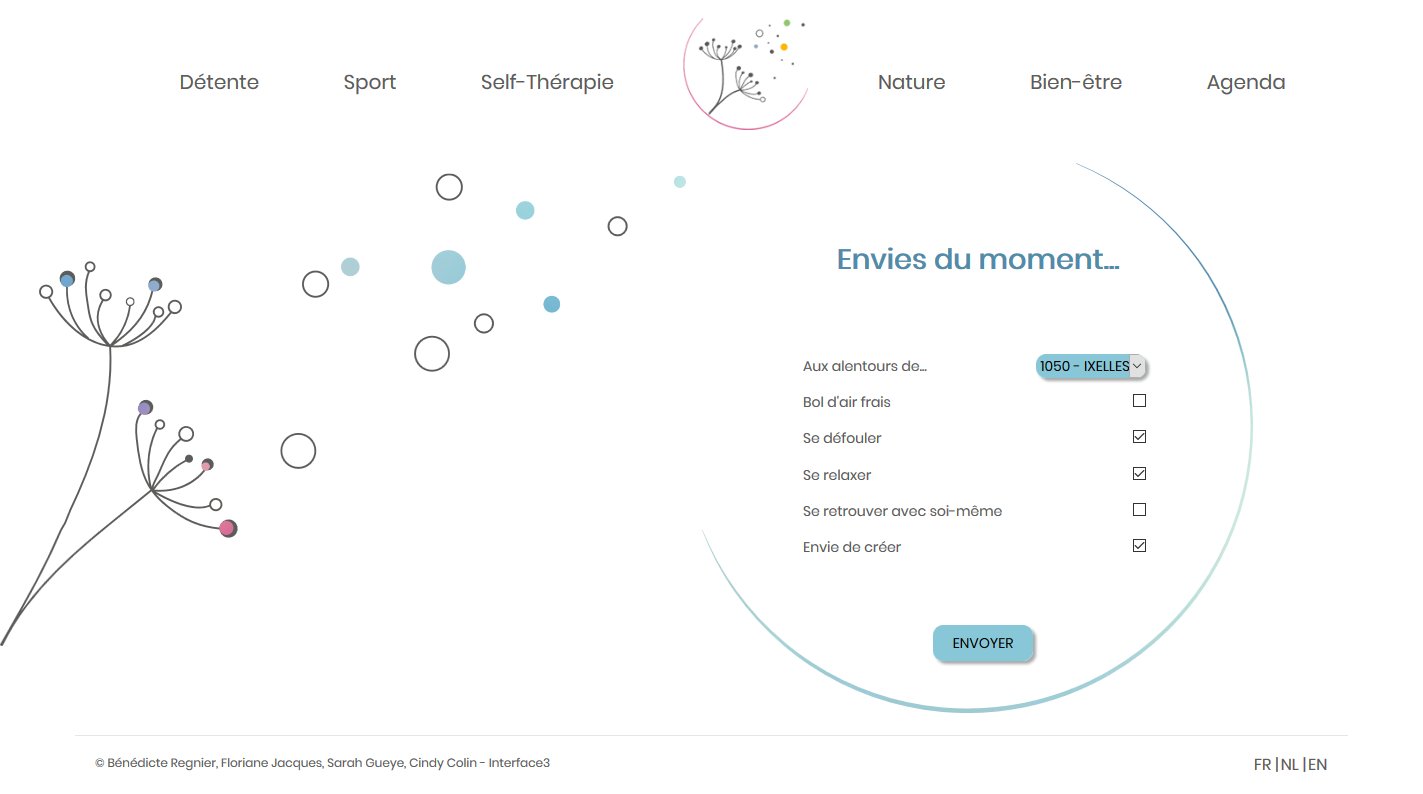 Détente Sport Self-Thérapie Nature Bien-être Agenda
Envies du moment...
Aux alentours de... 1050 - IXELLES
Bol d'air frais
Se défouler
Se relaxer
Se retrouver avec soi-même
Envie de créer
ENVOYER
© Bénédicte Regnier, Floriane Jacques, Sarah Gueye, Cindy Colin - Interface3 FR | NL | EN